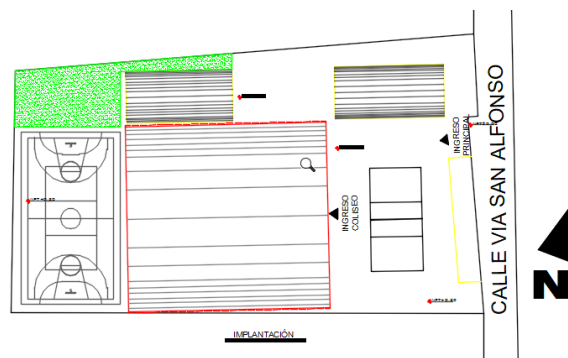 CALLE VIA SAN ALFONSO
INGRESO
PRINCIPAL
INGRESO
COLISEO
N
IMPLANTACIÓN